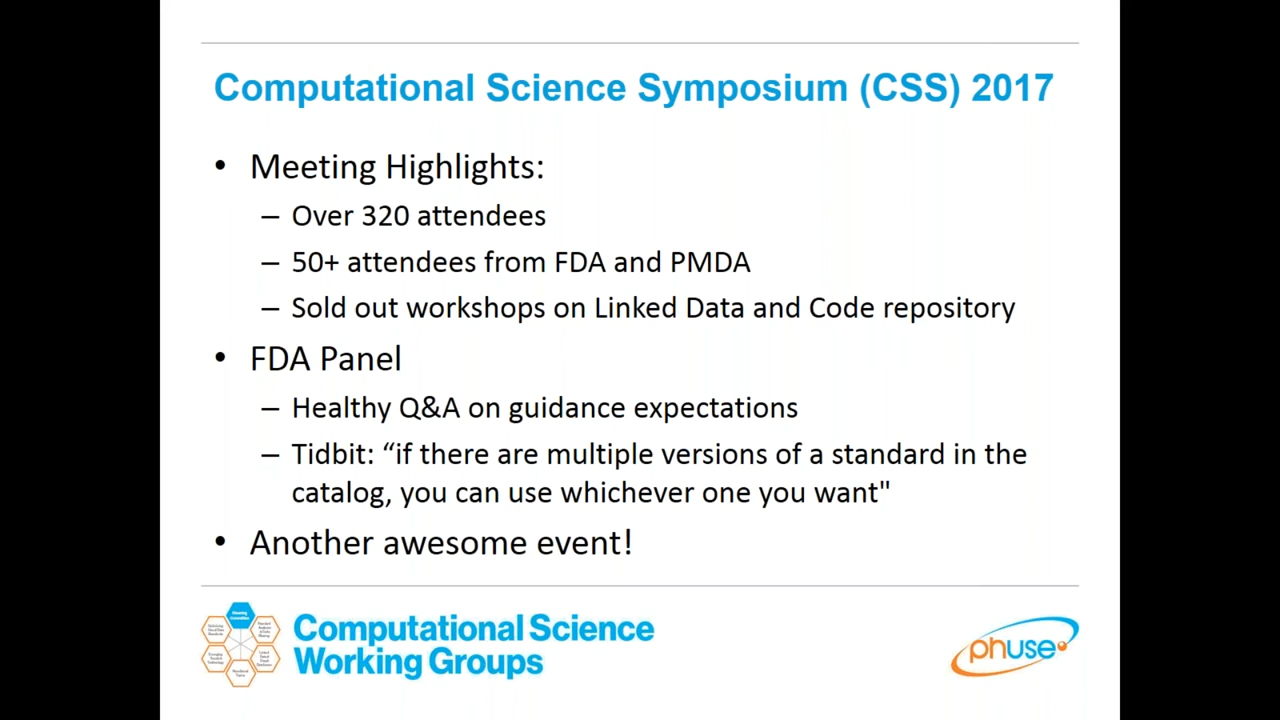 Computational Science Symposium (CSS) 2017
• Meeting Highlights:
– Over 320 attendees
– 50+ attendees from FDA and PMDA
– Sold out workshops on Linked Data and Code repository
• FDA Panel
– Healthy Q&A on guidance expectations
– Tidbit: “if there are multiple versions of a standard in the
catalog, you can use whichever one you want"
• Another awesome event!
Computational Science
Working Groups
phuse